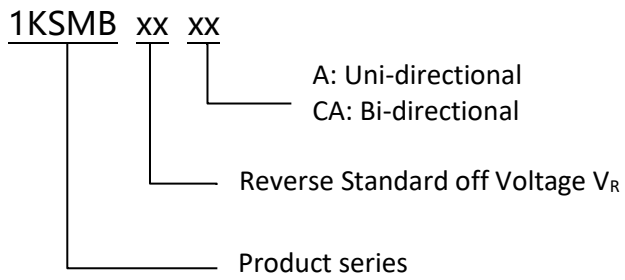 1KSMB xx xx
A: Uni-directional
CA: Bi-directional
Reverse Standard off Voltage VR
Product series